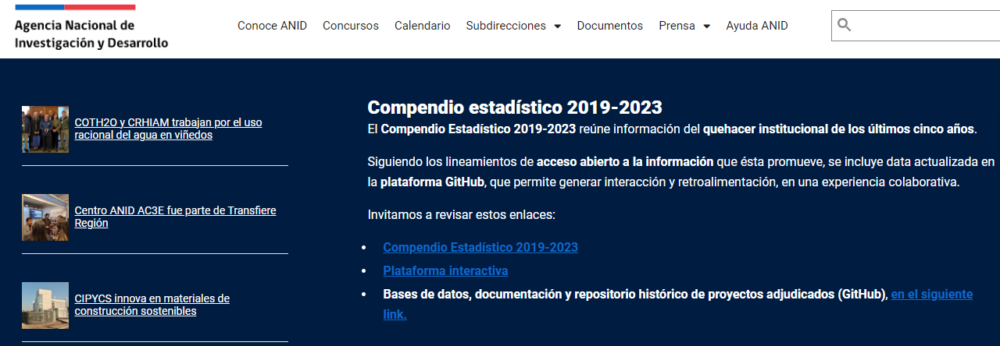 Agencia Nacional de
Investigación y Desarrollo
Conoce ANID
Concursos
Calendario
Subdirecciones
Documentos
Prensa
Ayuda ANID
COTH2O y CRHIAM trabajan por el uso
racional del agua en viñedos
Centro ANID AC3E fue parte de Transfiere
Región
CIPYCS innova en materiales de
construcción sostenibles
Compendio estadístico 2019-2023
El Compendio Estadístico 2019-2023 reúne información del quehacer institucional de los últimos cinco años.
Siguiendo los lineamientos de acceso abierto a la información que ésta promueve, se incluye data actualizada en
la plataforma GitHub, que permite generar interacción y retroalimentación, en una experiencia colaborativa.
Invitamos a revisar estos enlaces:
Compendio Estadístico 2019-2023
Plataforma interactiva
Bases de datos, documentación y repositorio histórico de proyectos adjudicados (GitHub), en el siguiente
link.